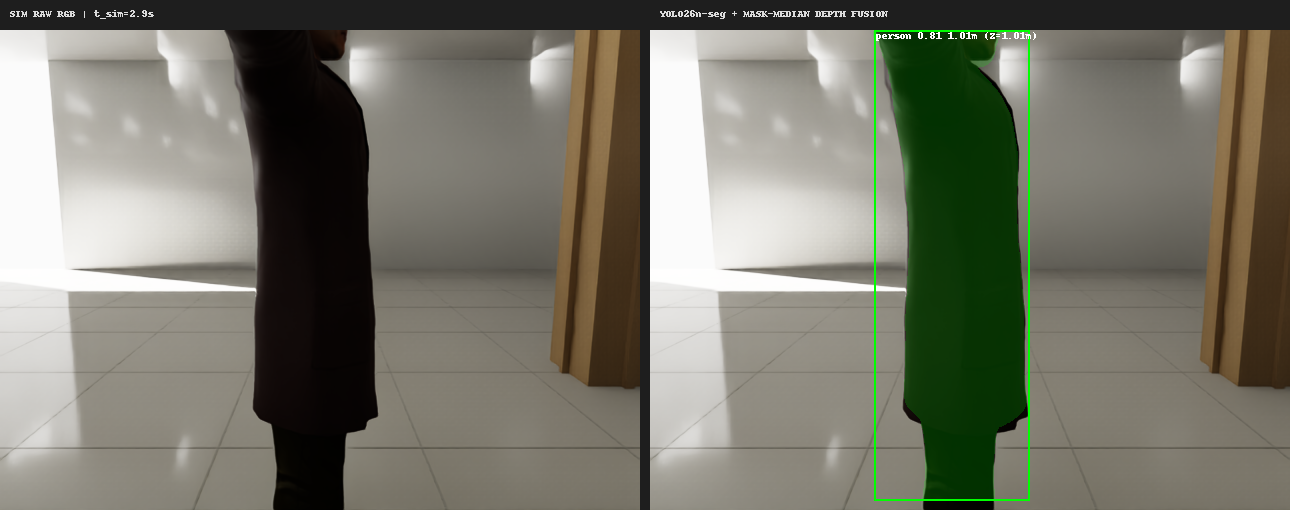 SIM RAW RGB | t_sim=2.9s
YOLO26n-seg + MASK-MEDIAN DEPTH FUSION
person 0.81 1.01m (Z=1.01m)